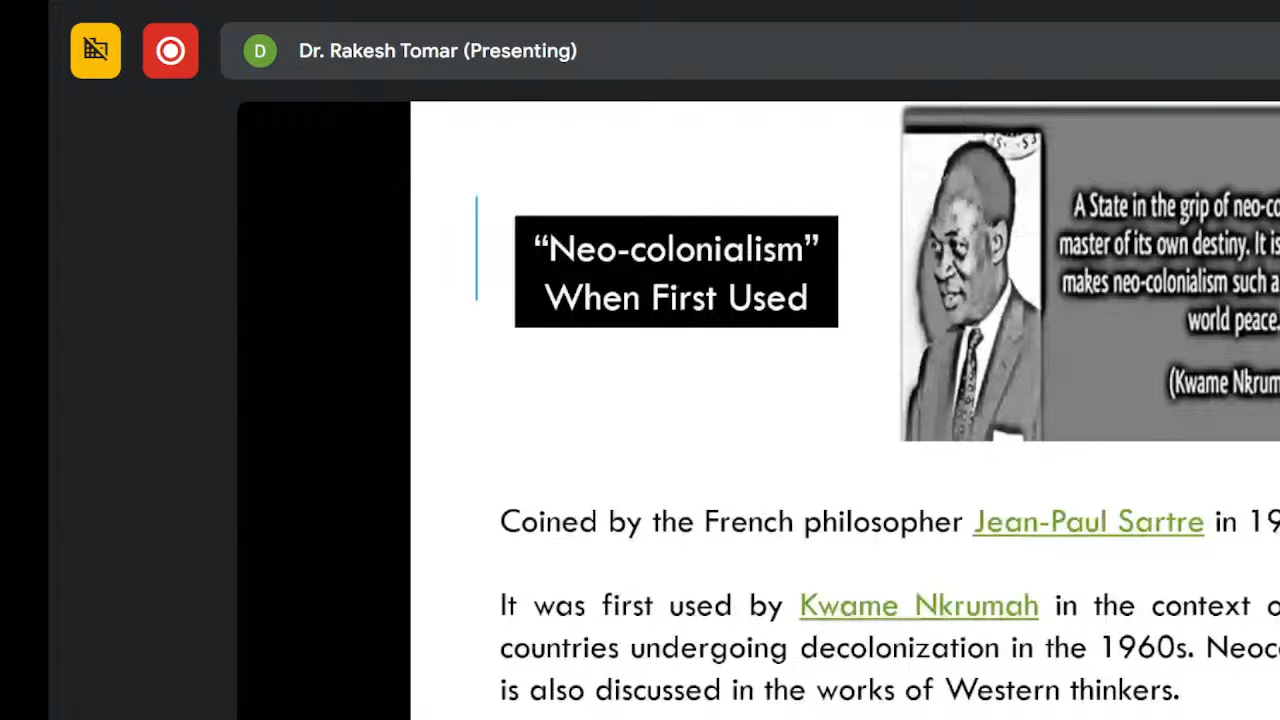 D Dr. Rakesh Tomar (Presenting)
“Neo-colonialism”
When First Used
A State in the grip of neo-co
master of its own destiny. It is
makes neo-colonialism such a
world peace.
(Kwame Nkrum
Coined by the French philosopher Jean-Paul Sartre in 19
It was first used by Kwame Nkrumah in the context o
countries undergoing decolonization in the 1960s. Neoc
is also discussed in the works of Western thinkers.